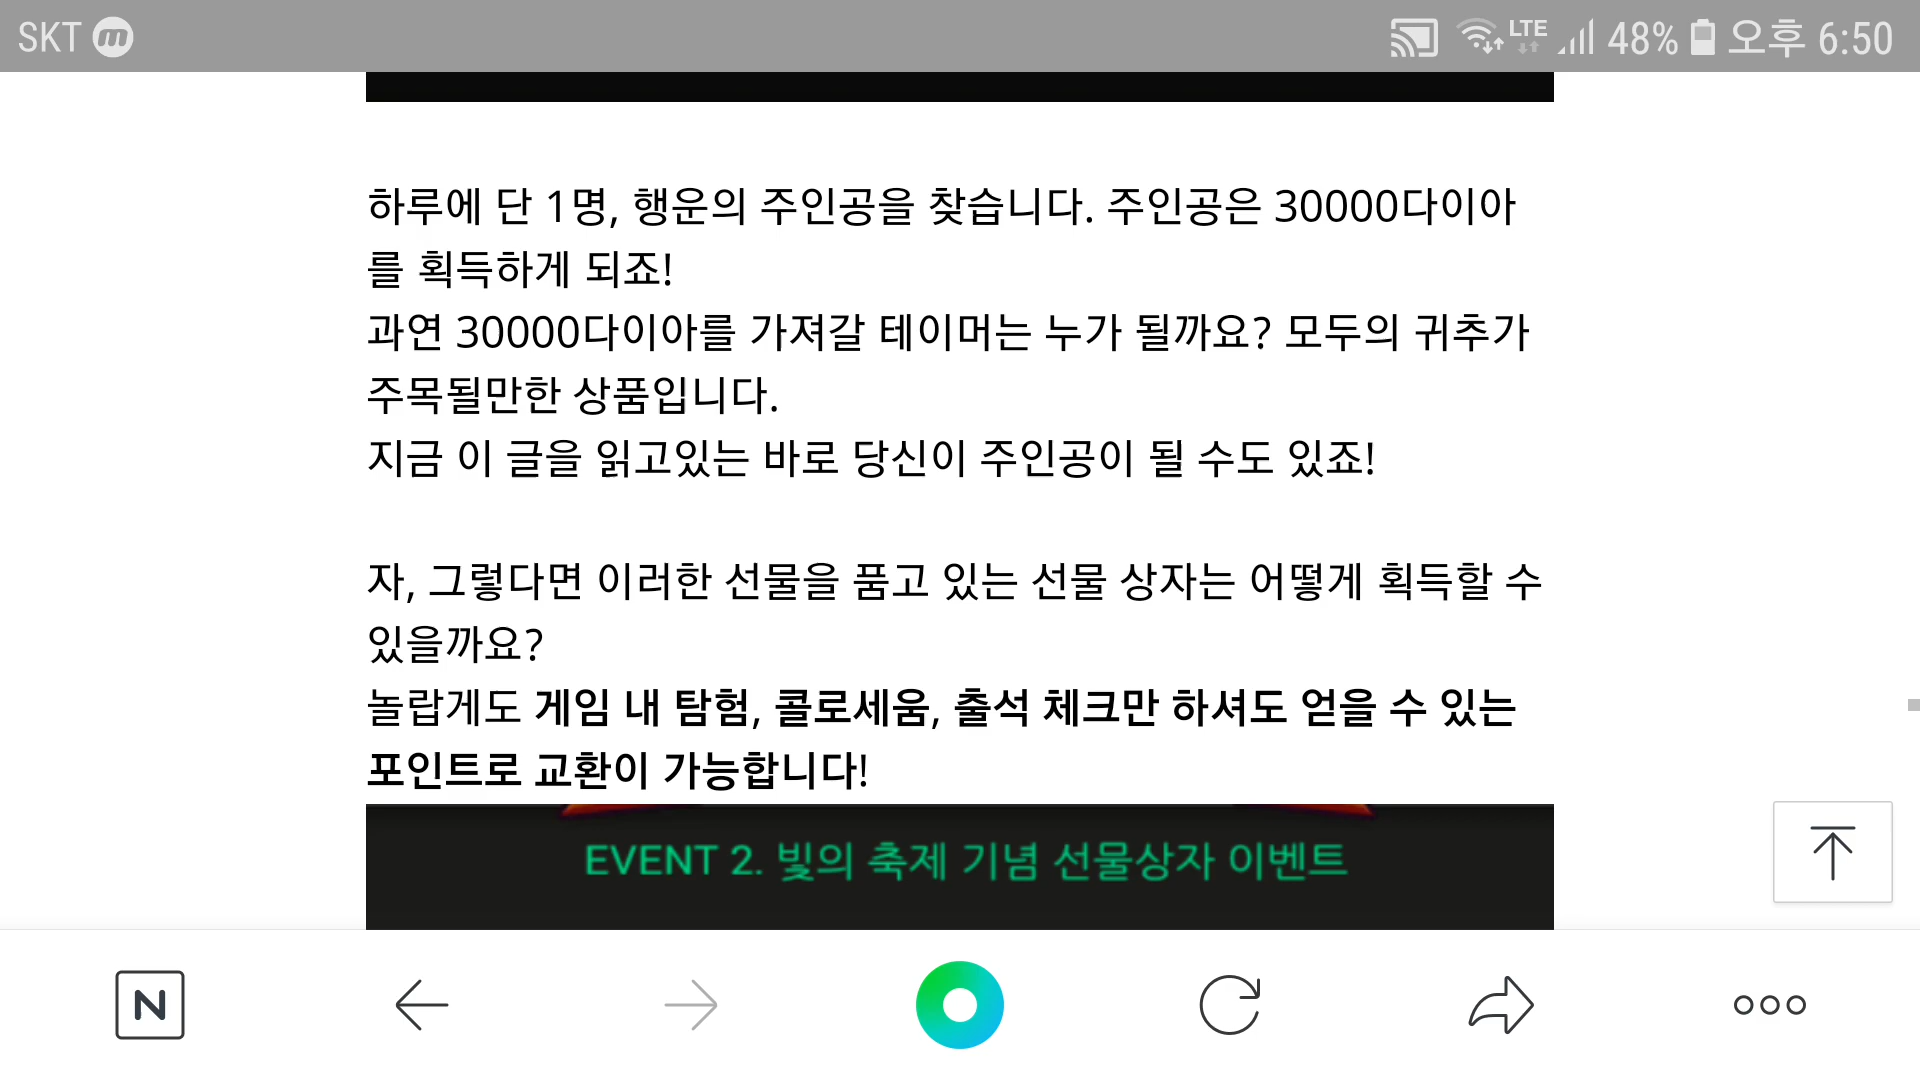 SKT m LTE 48% 오후 6:50
하루에 단 1명, 행운의 주인공을 찾습니다. 주인공은 30000다이아
를 획득하게 되죠!
과연 30000다이아를 가져갈 테이머는 누가 될까요? 모두의 귀추가
주목될만한 상품입니다.
지금 이 글을 읽고있는 바로 당신이 주인공이 될 수도 있죠!
자, 그렇다면 이러한 선물을 품고 있는 선물 상자는 어떻게 획득할 수
있을까요?
놀랍게도 게임 내 탐험, 콜로세움, 출석 체크만 하셔도 얻을 수 있는
포인트로 교환이 가능합니다!
EVENT 2. 빛의 축제 기념 선물상자 이벤트
N